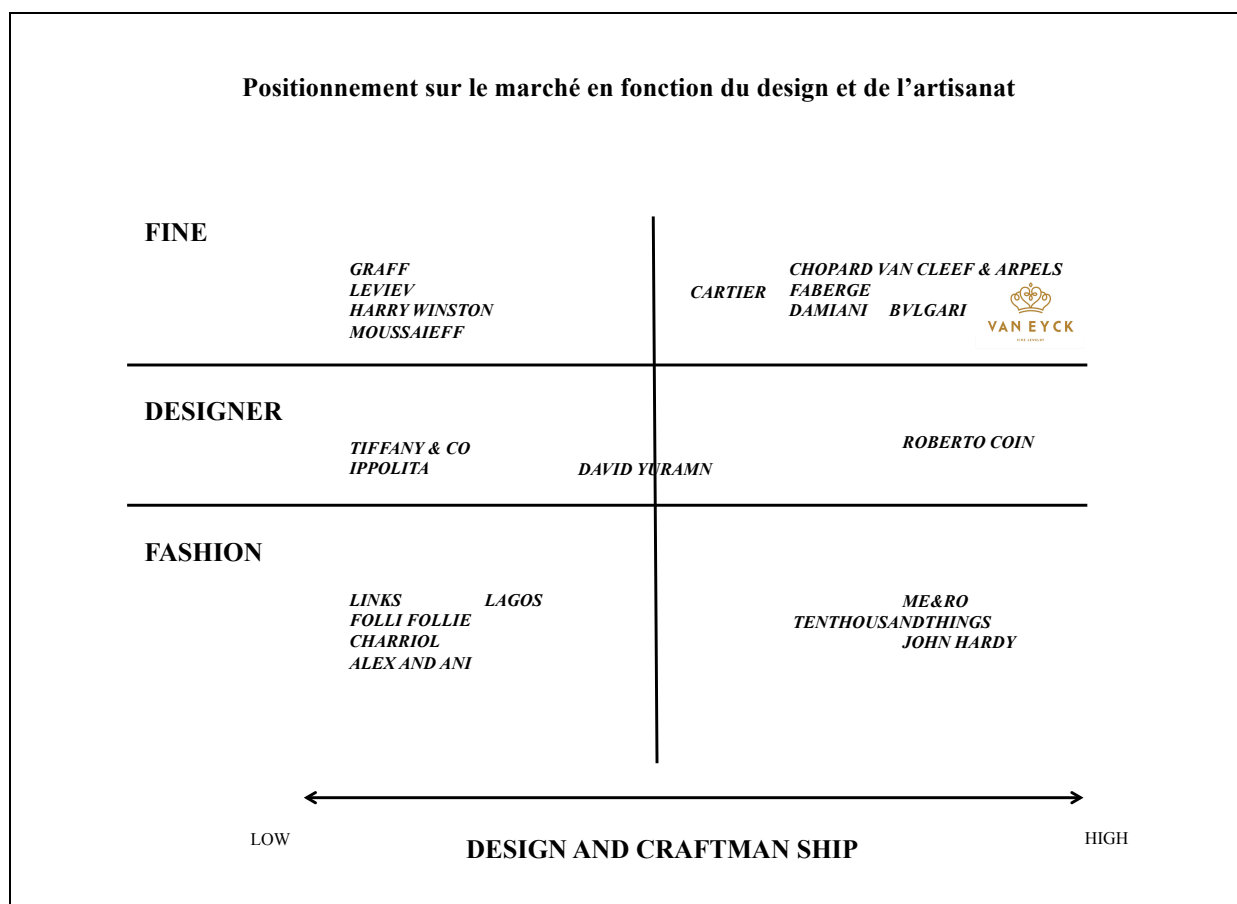 Positionnement sur le marché en fonction du design et de l’artisanat
FINE
GRAFF
LEVIEV
HARRY WINSTON
MOUSSAIEFF
CARTIER
CHOPARD VAN CLEEF & ARPELS
FABERGE
DAMIANI BVLGARI
VAN EYCK
FINE JEWELRY
DESIGNER
TIFFANY & CO
IPPOLITA
DAVID YURAMN
ROBERTO COIN
FASHION
LINKS LAGOS
FOLLI FOLLIE
CHARRIOL
ALEX AND ANI
ME&RO
TENTHOUSANDTHINGS
JOHN HARDY
LOW
DESIGN AND CRAFTMAN SHIP
HIGH